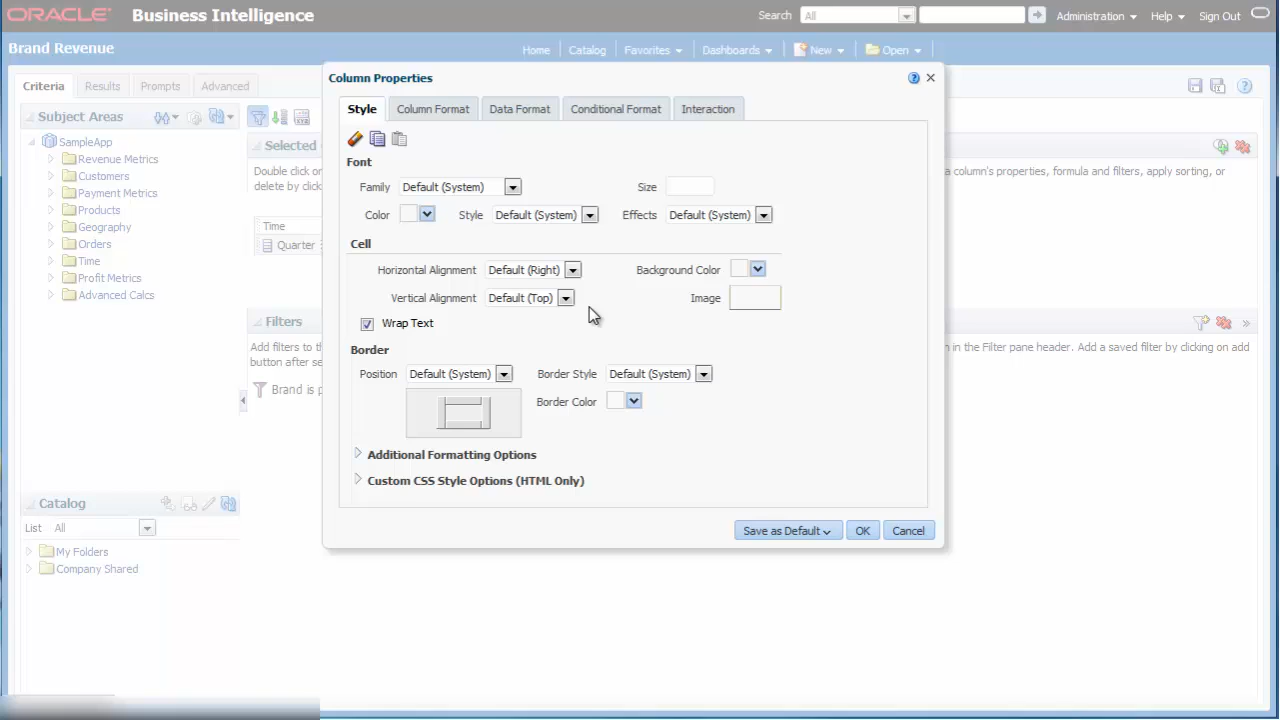 ORACLE® Business Intelligence
Search All Administration Help Sign Out
Brand Revenue
Home Catalog Favorites Dashboards New Open
Criteria Results Prompts Advanced
Subject Areas
SampleApp
Revenue Metrics
Customers
Payment Metrics
Products
Geography
Orders
Time
Profit Metrics
Advanced Calcs
Catalog
List All
My Folders
Company Shared
Selected
Double click on
delete by click
a column's properties, formula and filters, apply sorting, or
Time
Quarter
Filters
Add filters to th
button after se
in the Filter pane header. Add a saved filter by clicking on add
Brand is p
Column Properties
Style Column Format Data Format Conditional Format Interaction
Font
Family Default (System) Size
Color Style Default (System) Effects Default (System)
Cell
Horizontal Alignment Default (Right) Background Color
Vertical Alignment Default (Top) Image
Wrap Text
Border
Position Default (System) Border Style Default (System)
Border Color
Additional Formatting Options
Custom CSS Style Options (HTML Only)
Save as Default OK Cancel